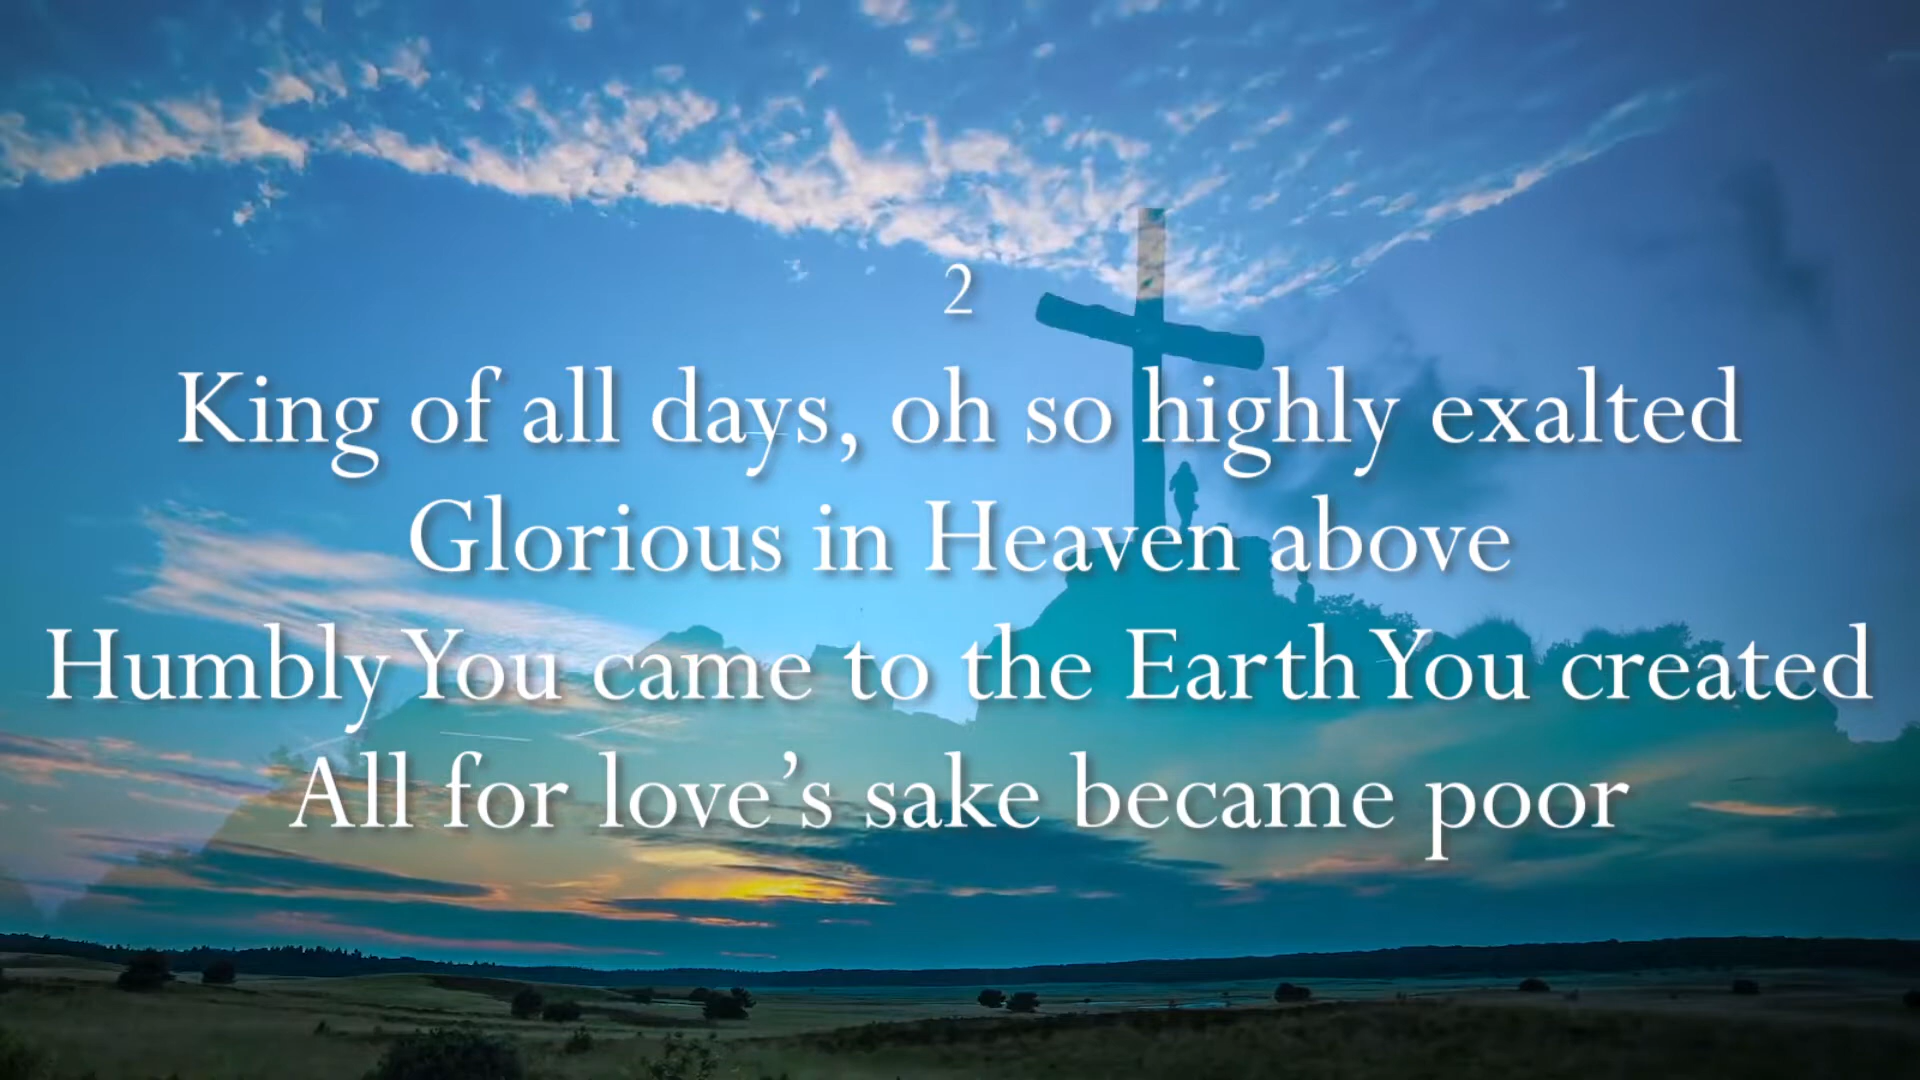 2
King of all days, oh so highly exalted
Glorious in Heaven above
Humbly You came to the Earth You created
All for love’s sake became poor